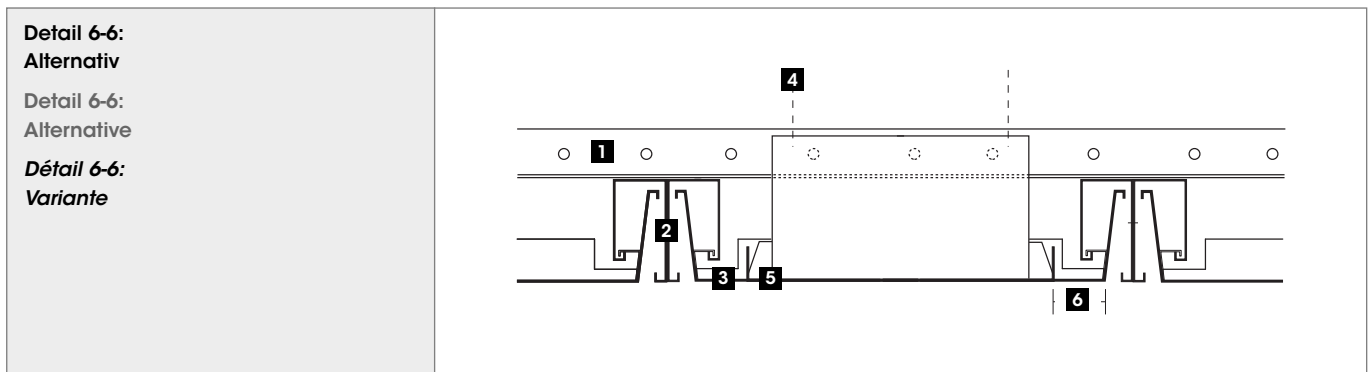 Detail 6-6:
Alternativ
Detail 6-6:
Alternative
Détail 6-6:
Variante
4
1
2
3
5
6